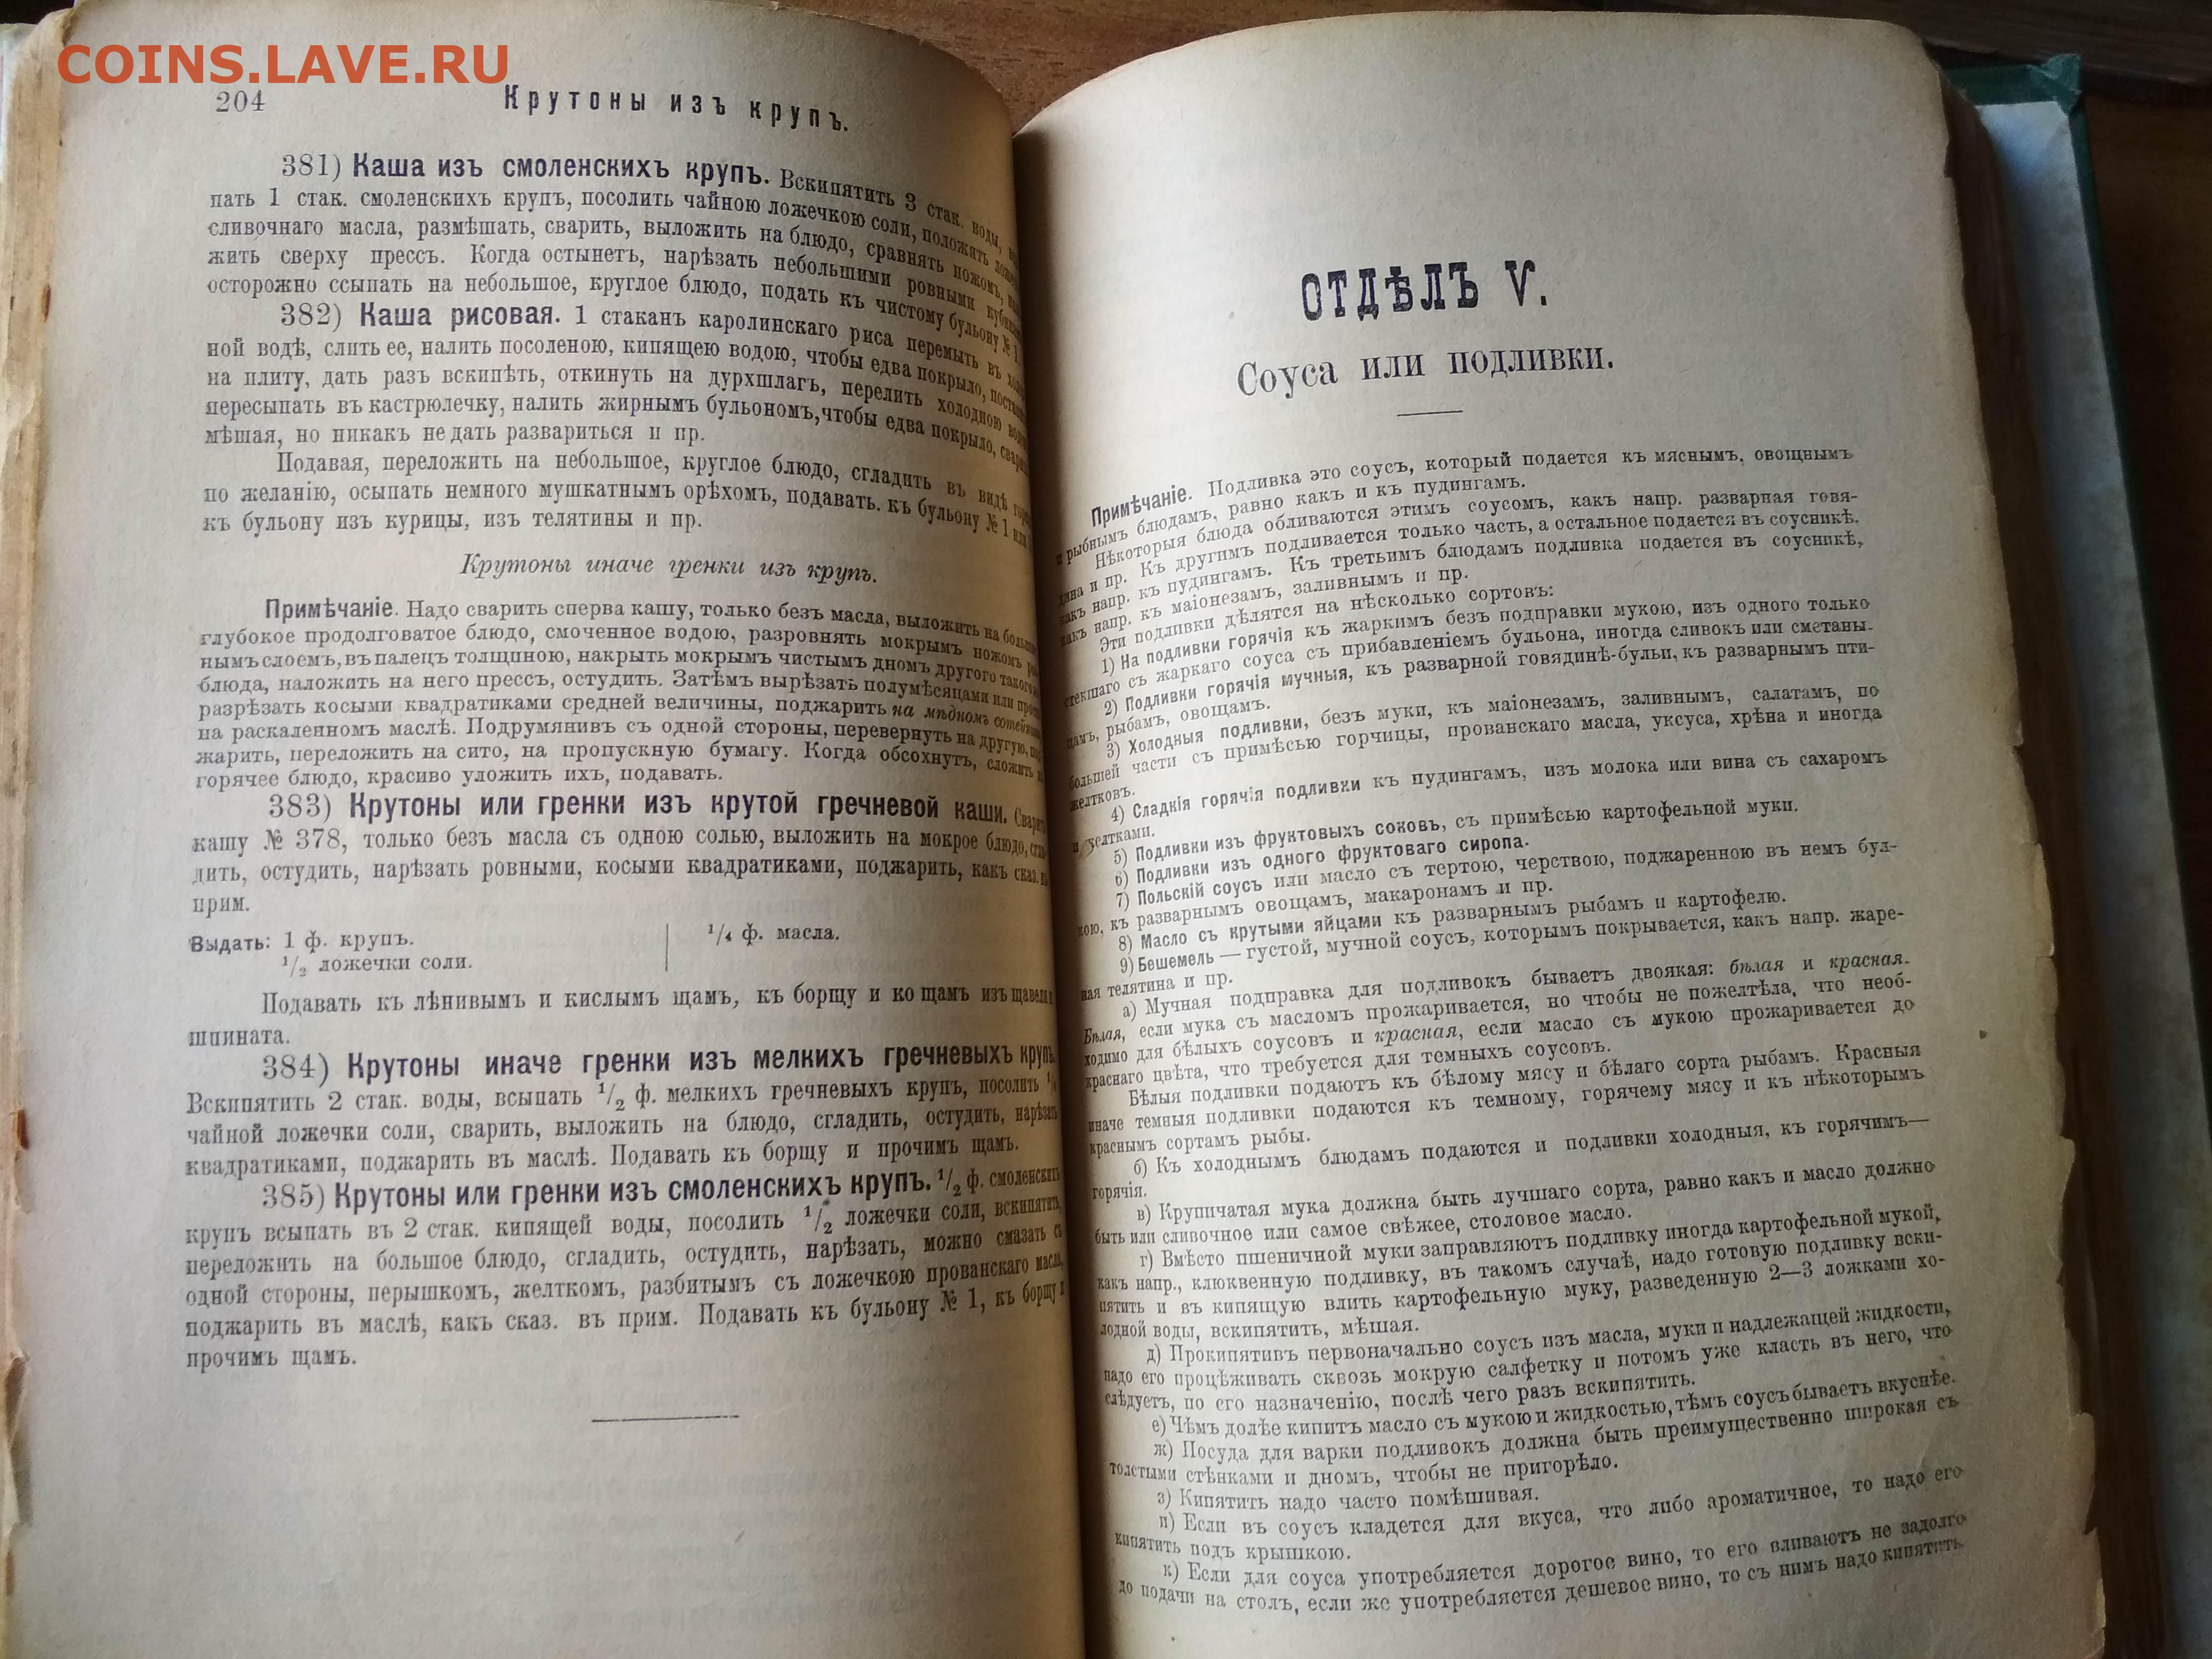 COINS.LAVE.RU
204
Крутоны изъ крупъ.
381) Каша изъ смоленскихъ крупъ. Вскипятить 3 стак. воды,
пать 1 стак. смоленскихъ крупъ, посолить чайною ложечкою соли, положить
сливочнаго масла, размѣшать, сварить, выложить на блюдо, сравнять ножомъ,
жить сверху прессъ. Когда остынетъ, нарѣзать небольшими ровными
осторожно ссыпать на небольшое, круглое блюдо, подать къ чистому бульону № 1.
382) Каша рисовая. 1 стаканъ каролинскаго риса перемыть въ
ной водѣ, слить ее, налить посоленою, кипящею водою, чтобы едва покрыло,
на плиту, дать разъ вскипѣть, откинуть на дурхшлагъ, перелить холодною
пересыпать въ кастрюлечку, налить жирнымъ бульономъ, чтобы едва покрыло,
мѣшая, но никакъ не дать развариться и пр.
Подавая, переложить на небольшое, круглое блюдо, сгладить въ видѣ
по желанію, осыпать немного мушкатнымъ орѣхомъ, подавать. къ бульону № 1 или
къ бульону изъ курицы, изъ телятины и пр.
Крутоны иначе гренки изъ крупъ.
Примѣчаніе. Надо сварить сперва кашу, только безъ масла, выложить на
глубокое продолговатое блюдо, смоченное водою, разровнять мокрымъ ножомъ
нымъ слоемъ, въ палецъ толщиною, накрыть мокрымъ чистымъ дномъ другого такого
блюда, наложить на него прессъ, остудить. Затѣмъ вырѣзать полумѣсяцами или
разрѣзать косыми квадратиками средней величины, поджарить на мѣдномъ
на раскаленномъ маслѣ. Подрумянивъ съ одной стороны, перевернуть на другую,
жарить, переложить на сито, на пропускную бумагу. Когда обсохнутъ, сложить
горячее блюдо, красиво уложить ихъ, подавать.
383) Крутоны или гренки изъ крутой гречневой каши. Сварить
кашу № 378, только безъ масла съ одною солью, выложить на мокрое блюдо,
дить, остудить, нарѣзать ровными, косыми квадратиками, поджарить, какъ сказ.
прим.
Выдать: 1 ф. крупъ.
1/4 ф. масла.
1/2 ложечки соли.
Подавать къ лѣнивымъ и кислымъ щамъ, къ борщу и ко щамъ изъ щавеля
шпината.
384) Крутоны иначе гренки изъ мелкихъ гречневыхъ крупъ.
Вскипятить 2 стак. воды, всыпать 1/2 ф. мелкихъ гречневыхъ крупъ, посолить
чайной ложечки соли, сварить, выложить на блюдо, сгладить, остудить, нарѣзать
квадратиками, поджарить въ маслѣ. Подавать къ борщу и прочимъ щамъ.
385) Крутоны или гренки изъ смоленскихъ крупъ. 1/2 ф. смоленскихъ
крупъ всыпать въ 2 стак. кипящей воды, посолить 1/2 ложечки соли, вскипятить,
переложить на большое блюдо, сгладить, остудить, нарѣзать, можно смазать съ
одной стороны, перышкомъ, желткомъ, разбитымъ съ ложечкою прованскаго масла,
поджарить въ маслѣ, какъ сказ. въ прим. Подавать къ бульону № 1, къ борщу и
прочимъ щамъ.
ОТДѢЛЪ V.
Соуса или подливки.
Примѣчаніе. Подливка это соусъ, который подается къ мяснымъ, овощнымъ
и рыбнымъ блюдамъ, равно какъ и къ пудингамъ.
Нѣкоторыя блюда обливаются этимъ соусомъ, какъ напр. разварная говя-
дина и пр. Къ другимъ подливается только часть, а остальное подается въ соусникѣ,
какъ напр. къ пудингамъ. Къ третьимъ блюдамъ подливка подается въ соусникѣ,
какъ напр. къ маіонезамъ, заливнымъ и пр.
Эти подливки дѣлятся на нѣсколько сортовъ:
1) На подливки горячія къ жаркимъ безъ подправки мукою, изъ одного только
стекшаго съ жаркаго соуса съ прибавленіемъ бульона, иногда сливокъ или сметаны.
2) Подливки горячія мучныя, къ разварной говядинѣ-бульи, къ разварнымъ пти-
цамъ, рыбамъ, овощамъ.
3) Холодныя подливки, безъ муки, къ маіонезамъ, заливнымъ, салатамъ, по
большей части съ примѣсью горчицы, прованскаго масла, уксуса, хрѣна и иногда
желтковъ.
4) Сладкія горячія подливки къ пудингамъ, изъ молока или вина съ сахаромъ
и желтками.
5) Подливки изъ фруктовыхъ соковъ, съ примѣсью картофельной муки.
6) Подливки изъ одного фруктоваго сиропа.
7) Польскій соусъ или масло съ тертою, черствою, поджаренною въ немъ бул-
кою, къ разварнымъ овощамъ, макаронамъ и пр.
8) Масло съ крутыми яйцами къ разварнымъ рыбамъ и картофелю.
9) Бешемель — густой, мучной соусъ, которымъ покрывается, какъ напр. жаре-
ная телятина и пр.
а) Мучная подправка для подливокъ бываетъ двоякая: бѣлая и красная.
Бѣлая, если мука съ масломъ прожаривается, но чтобы не пожелтѣла, что необ-
ходимо для бѣлыхъ соусовъ и красная, если масло съ мукою прожаривается до
краснаго цвѣта, что требуется для темныхъ соусовъ.
Бѣлыя подливки подаютъ къ бѣлому мясу и бѣлаго сорта рыбамъ. Красныя
иначе темныя подливки подаются къ темному, горячему мясу и къ нѣкоторымъ
краснымъ сортамъ рыбы.
б) Къ холоднымъ блюдамъ подаются и подливки холодныя, къ горячимъ—
горячія.
в) Крупичатая мука должна быть лучшаго сорта, равно какъ и масло должно
быть или сливочное или самое свѣжее, столовое масло.
г) Вмѣсто пшеничной муки заправляютъ подливку иногда картофельной мукой,
какъ напр., клюквенную подливку, въ такомъ случаѣ, надо готовую подливку вски-
пятить и въ кипящую влить картофельную муку, разведенную 2—3 ложками хо-
лодной воды, вскипятить, мѣшая.
д) Прокипятивъ первоначально соусъ изъ масла, муки и надлежащей жидкости,
надо его процѣживать сквозь мокрую салфетку и потомъ уже класть въ него, что
слѣдуетъ, по его назначенію, послѣ чего разъ вскипятить.
е) Чѣмъ долѣе кипитъ масло съ мукою и жидкостью, тѣмъ соусъ бываетъ вкуснѣе.
ж) Посуда для варки подливокъ должна быть преимущественно широкая съ
толстыми стѣнками и дномъ, чтобы не пригорѣло.
з) Кипятить надо часто помѣшивая.
и) Если въ соусъ кладется для вкуса, что либо ароматичное, то надо его
кипятить подъ крышкою.
к) Если для соуса употребляется дорогое вино, то его вливаютъ не задолго
до подачи на столъ, если же употребляется дешевое вино, то съ нимъ надо кипятить